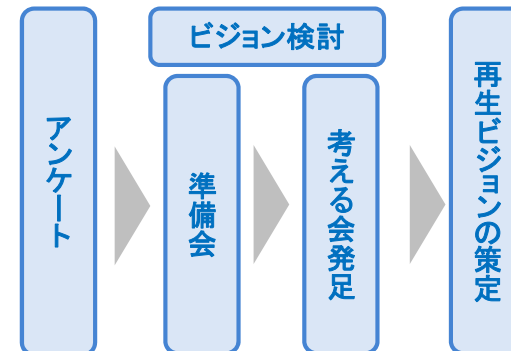 アンケート
ビジョン検討
準備会
考える会発足
再生ビジョンの策定